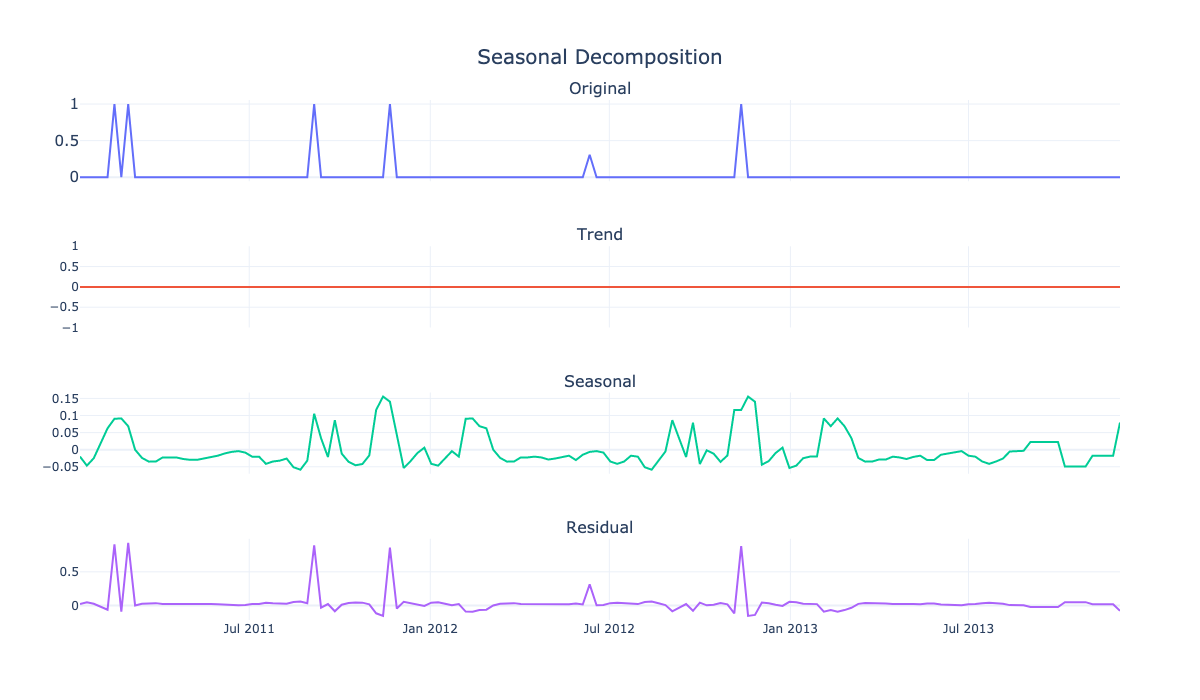 Seasonal Decomposition
Original
1
0.5
0
Trend
1
0.5
0
−0.5
−1
Seasonal
0.15
0.1
0.05
0
−0.05
Residual
0.5
0
Jul 2011 Jan 2012 Jul 2012 Jan 2013 Jul 2013